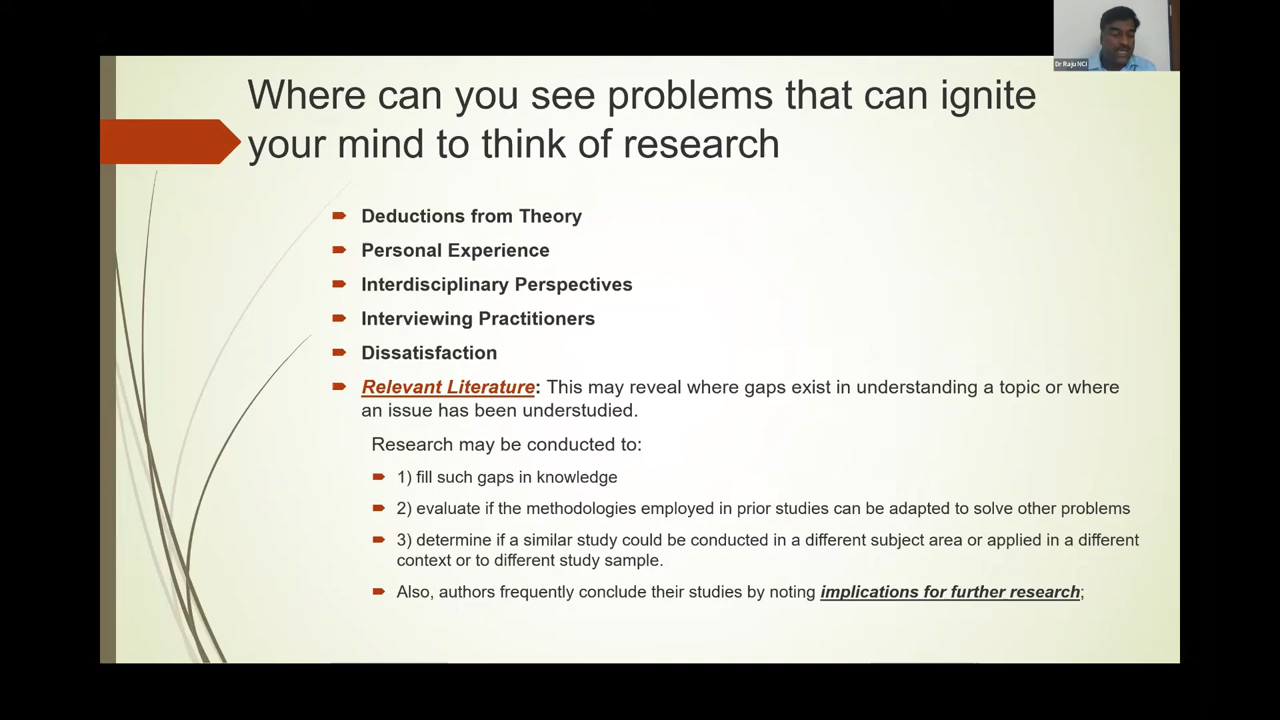 Dr Raju NCI
Where can you see problems that can ignite
your mind to think of research
Deductions from Theory
Personal Experience
Interdisciplinary Perspectives
Interviewing Practitioners
Dissatisfaction
Relevant Literature: This may reveal where gaps exist in understanding a topic or where
an issue has been understudied.
Research may be conducted to:
1) fill such gaps in knowledge
2) evaluate if the methodologies employed in prior studies can be adapted to solve other problems
3) determine if a similar study could be conducted in a different subject area or applied in a different
context or to different study sample.
Also, authors frequently conclude their studies by noting implications for further research;